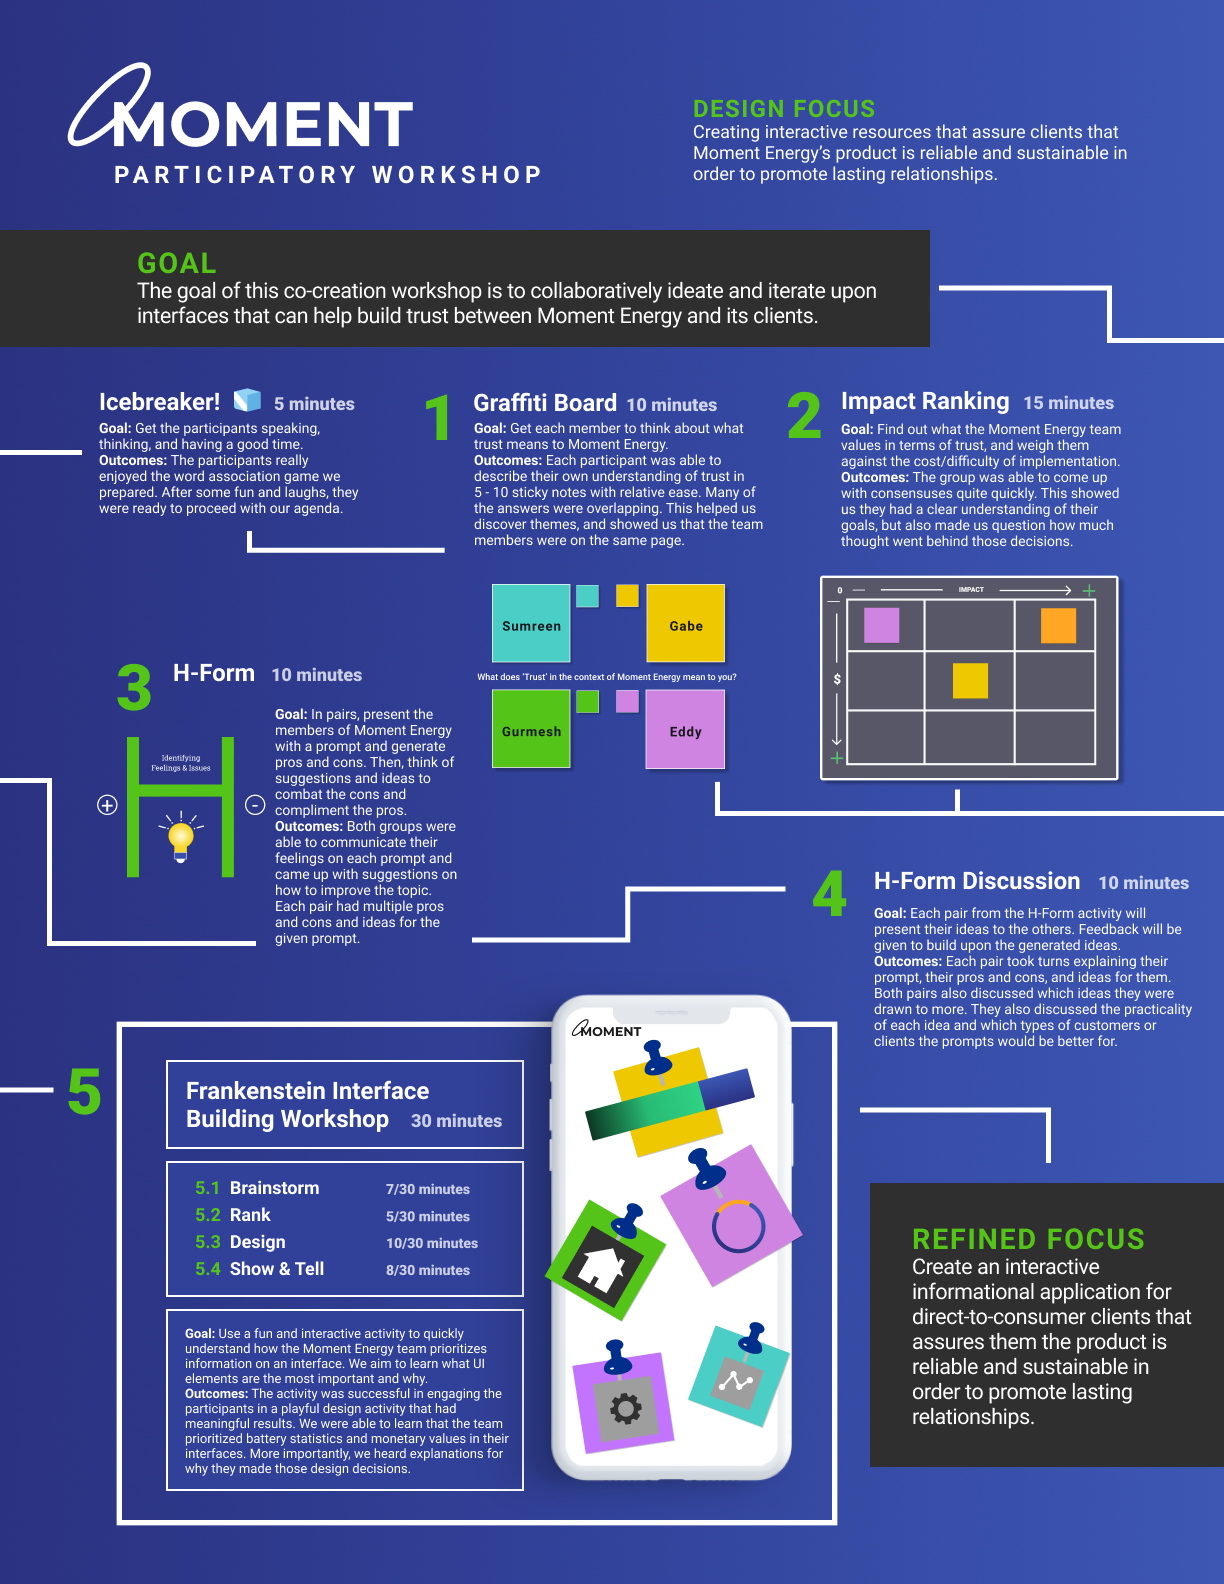 MOMENT
PARTICIPATORY WORKSHOP
DESIGN FOCUS
Creating interactive resources that assure clients that
Moment Energy's product is reliable and sustainable in
order to promote lasting relationships.
GOAL
The goal of this co-creation workshop is to collaboratively ideate and iterate upon
interfaces that can help build trust between Moment Energy and its clients.
Icebreaker! 5 minutes
Goal: Get the participants speaking,
thinking, and having a good time.
Outcomes: The participants really
enjoyed the word association game we
prepared. After some fun and laughs, they
were ready to proceed with our agenda.
1 Graffiti Board 10 minutes
Goal: Get each member to think about what
trust means to Moment Energy.
Outcomes: Each participant was able to
describe their own understanding of trust in
5 - 10 sticky notes with relative ease. Many of
the answers were overlapping. This helped us
discover themes, and showed us that the team
members were on the same page.
Sumreen
Gabe
What does 'Trust' in the context of Moment Energy mean to you?
Gurmesh
Eddy
2 Impact Ranking 15 minutes
Goal: Find out what the Moment Energy team
values in terms of trust, and weigh them
against the cost/difficulty of implementation.
Outcomes: The group was able to come up
with consensuses quite quickly. This showed
us they had a clear understanding of their
goals, but also made us question how much
thought went behind those decisions.
0 IMPACT +
$
+
3 H-Form 10 minutes
Identifying
Feelings & Issues
+
-
Goal: In pairs, present the
members of Moment Energy
with a prompt and generate
pros and cons. Then, think of
suggestions and ideas to
combat the cons and
compliment the pros.
Outcomes: Both groups were
able to communicate their
feelings on each prompt and
came up with suggestions on
how to improve the topic.
Each pair had multiple pros
and cons and ideas for the
given prompt.
4 H-Form Discussion 10 minutes
Goal: Each pair from the H-Form activity will
present their ideas to the others. Feedback will be
given to build upon the generated ideas.
Outcomes: Each pair took turns explaining their
prompt, their pros and cons, and ideas for them.
Both pairs also discussed which ideas they were
drawn to more. They also discussed the practicality
of each idea and which types of customers or
clients the prompts would be better for.
5
Frankenstein Interface
Building Workshop 30 minutes
5.1 Brainstorm 7/30 minutes
5.2 Rank 5/30 minutes
5.3 Design 10/30 minutes
5.4 Show & Tell 8/30 minutes
Goal: Use a fun and interactive activity to quickly
understand how the Moment Energy team prioritizes
information on an interface. We aim to learn what UI
elements are the most important and why.
Outcomes: The activity was successful in engaging the
participants in a playful design activity that had
meaningful results. We were able to learn that the team
prioritized battery statistics and monetary values in their
interfaces. More importantly, we heard explanations for
why they made those design decisions.
MOMENT
REFINED FOCUS
Create an interactive
informational application for
direct-to-consumer clients that
assures them the product is
reliable and sustainable in
order to promote lasting
relationships.